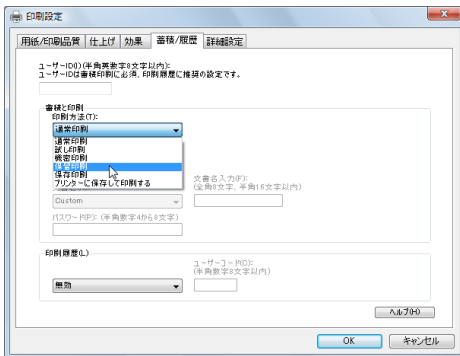 印刷設定
用紙/印刷品質 仕上げ 効果 蓄積/履歴 詳細設定
ユーザーID(I)(半角英数字8文字以内):
ユーザーIDは蓄積印刷に必須、印刷履歴に推奨の設定です。
蓄積と印刷
印刷方法(T):
通常印刷
通常印刷
試し印刷
機密印刷
保留印刷
保存印刷
プリンターに保存して印刷する
文書名入力(F):
(全角8文字、半角16文字以内)
Custom
パスワード(P): (半角数字4から8文字)
印刷履歴(L)
ユーザーコード(O):
(半角数字8文字以内)
無効
ヘルプ(H)
OK キャンセル